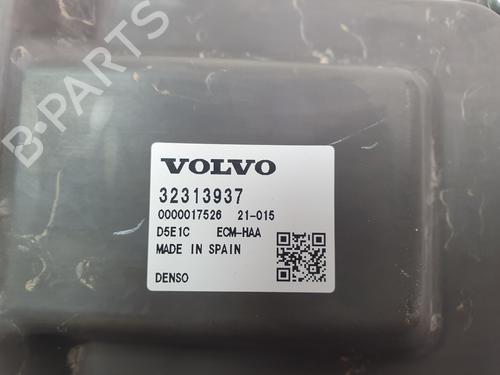 B-PARTS
VOLVO
32313937
0000017526 21-015
D5E1C ECM-HAA
MADE IN SPAIN
DENSO